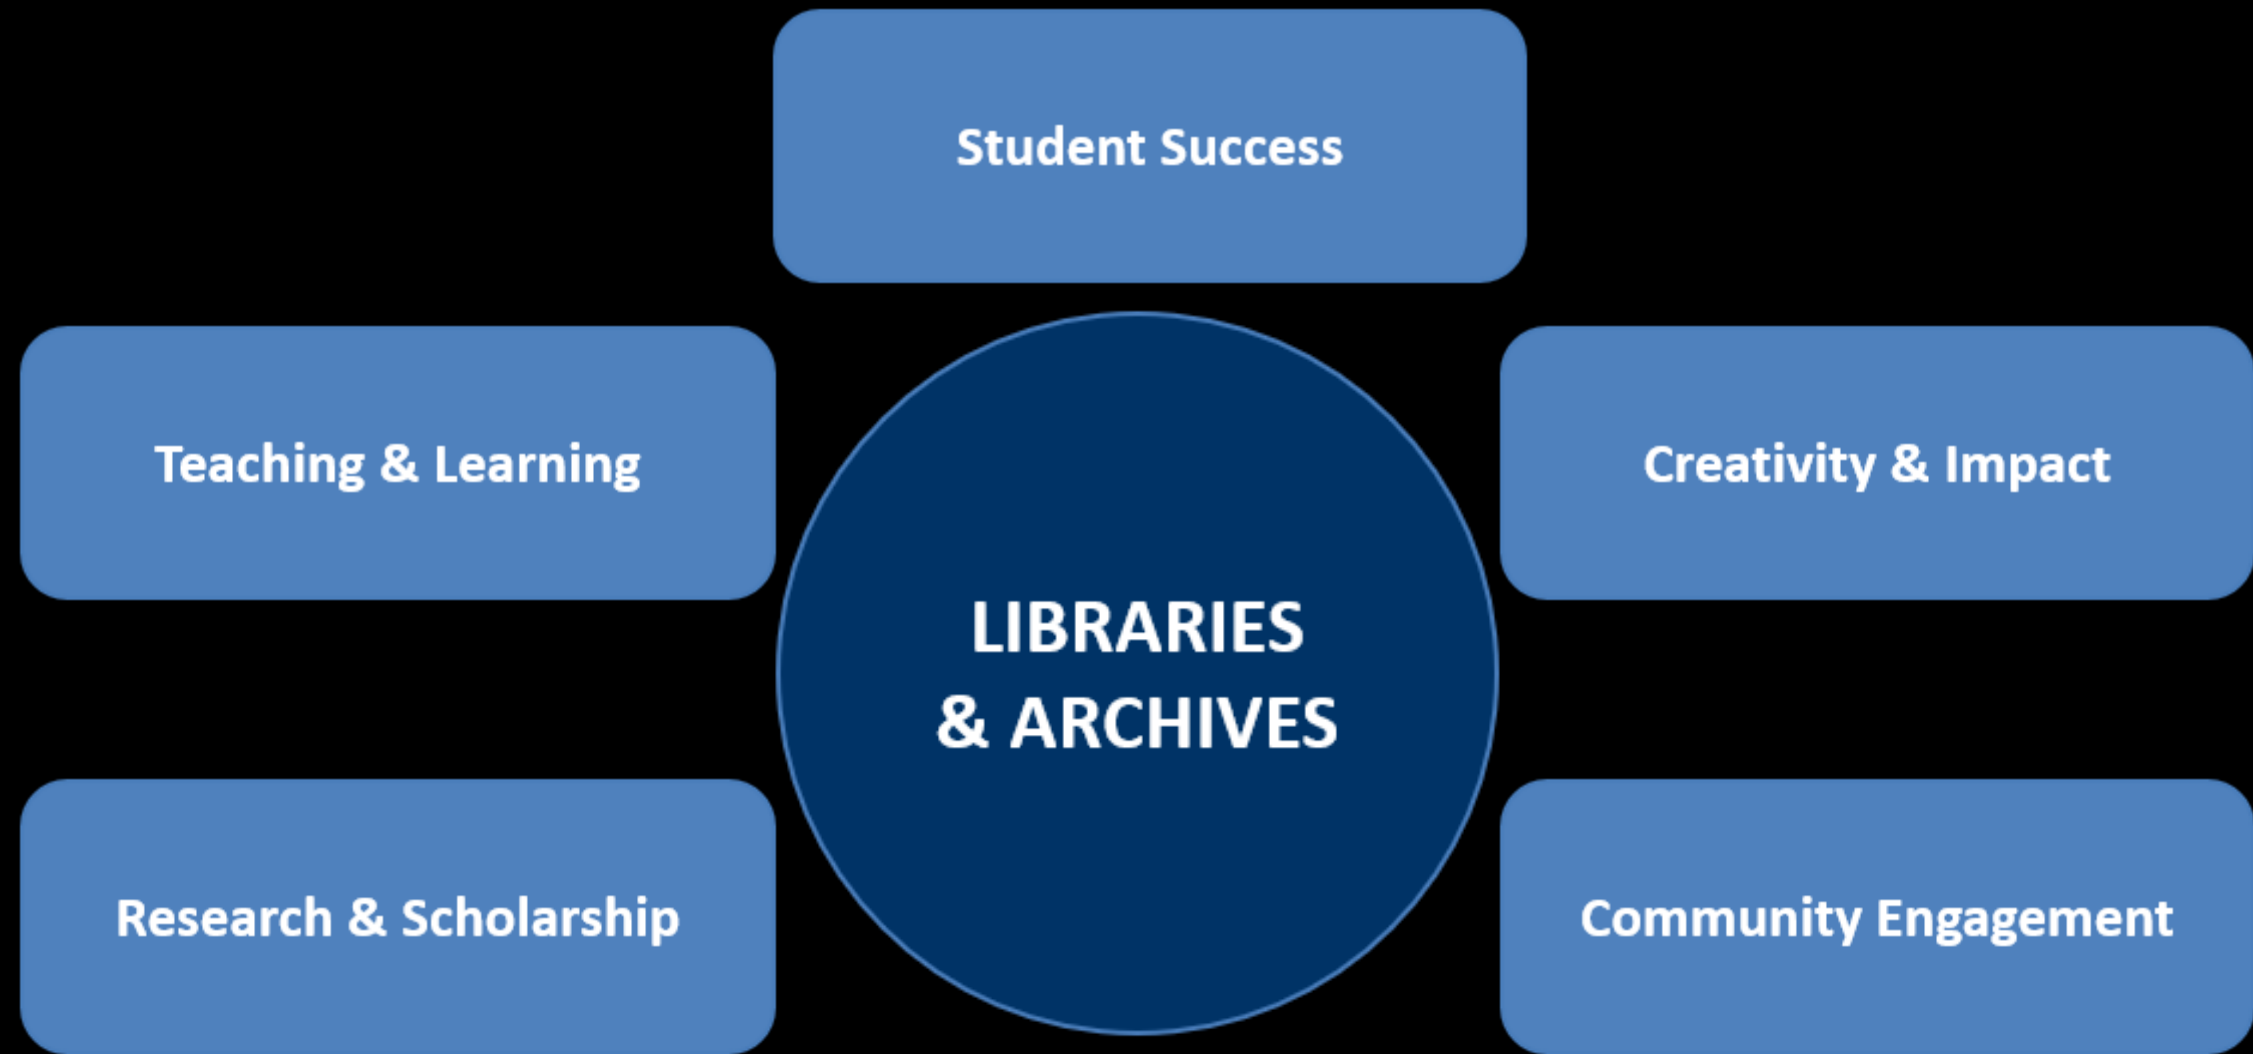 Student Success
Teaching & Learning
Creativity & Impact
LIBRARIES
& ARCHIVES
Research & Scholarship
Community Engagement